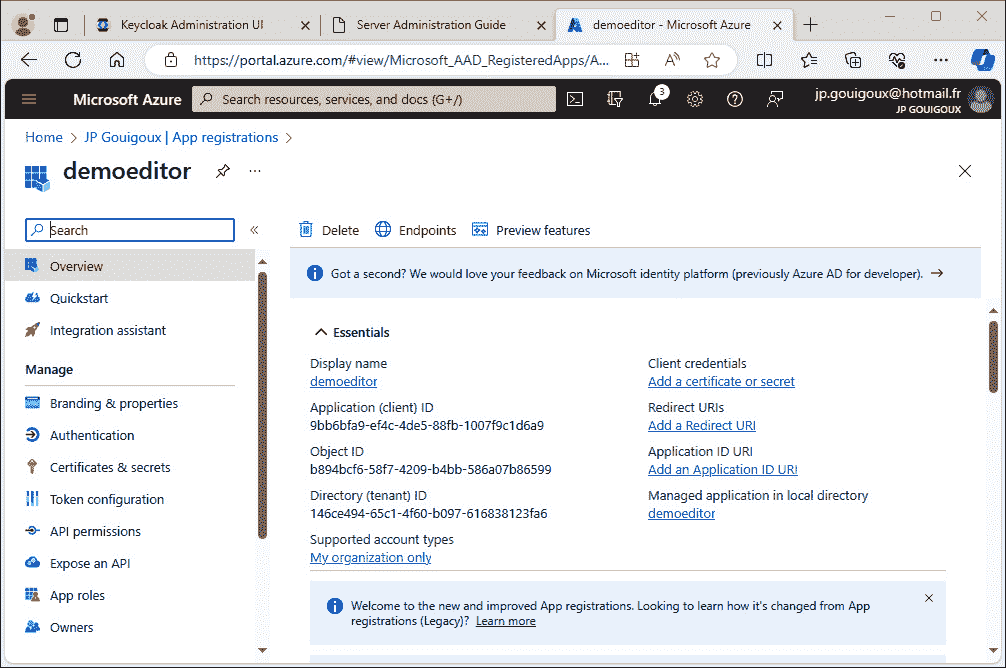 Keycloak Administration UI
Server Administration Guide
demoeditor - Microsoft Azure
https://portal.azure.com/#view/Microsoft_AAD_RegisteredApps/A...
Microsoft Azure
Search resources, services, and docs (G+/)
3
jp.gouigoux@hotmail.fr
JP GOUIGOUX
Home > JP Gouigoux | App registrations >
demoeditor
Search
Delete
Endpoints
Preview features
Overview
Quickstart
Integration assistant
Manage
Branding & properties
Authentication
Certificates & secrets
Token configuration
API permissions
Expose an API
App roles
Owners
Got a second? We would love your feedback on Microsoft identity platform (previously Azure AD for developer). →
Essentials
Display name
demoeditor
Application (client) ID
9bb6bfa9-ef4c-4de5-88fb-1007f9c1d6a9
Object ID
b894bcf6-58f7-4209-b4bb-586a07b86599
Directory (tenant) ID
146ce494-65c1-4f60-b097-616838123fa6
Supported account types
My organization only
Client credentials
Add a certificate or secret
Redirect URIs
Add a Redirect URI
Application ID URI
Add an Application ID URI
Managed application in local directory
demoeditor
Welcome to the new and improved App registrations. Looking to learn how it's changed from App
registrations (Legacy)? Learn more